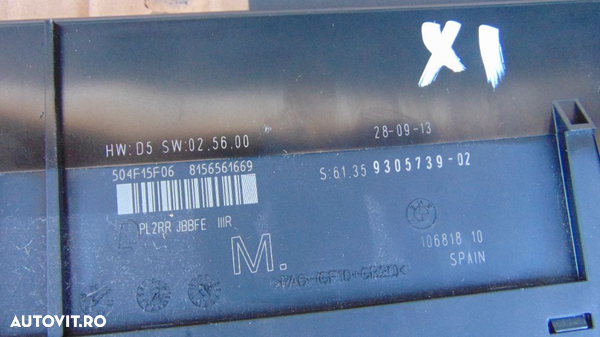 X1
HW:D5 SW:02.56.00
28-09-13
504F15F06 8156561669
S:61.35 9305739-02
PL2RR JBBFE IIIR
M.
106818 10
SPAIN
AUTOVIT.RO